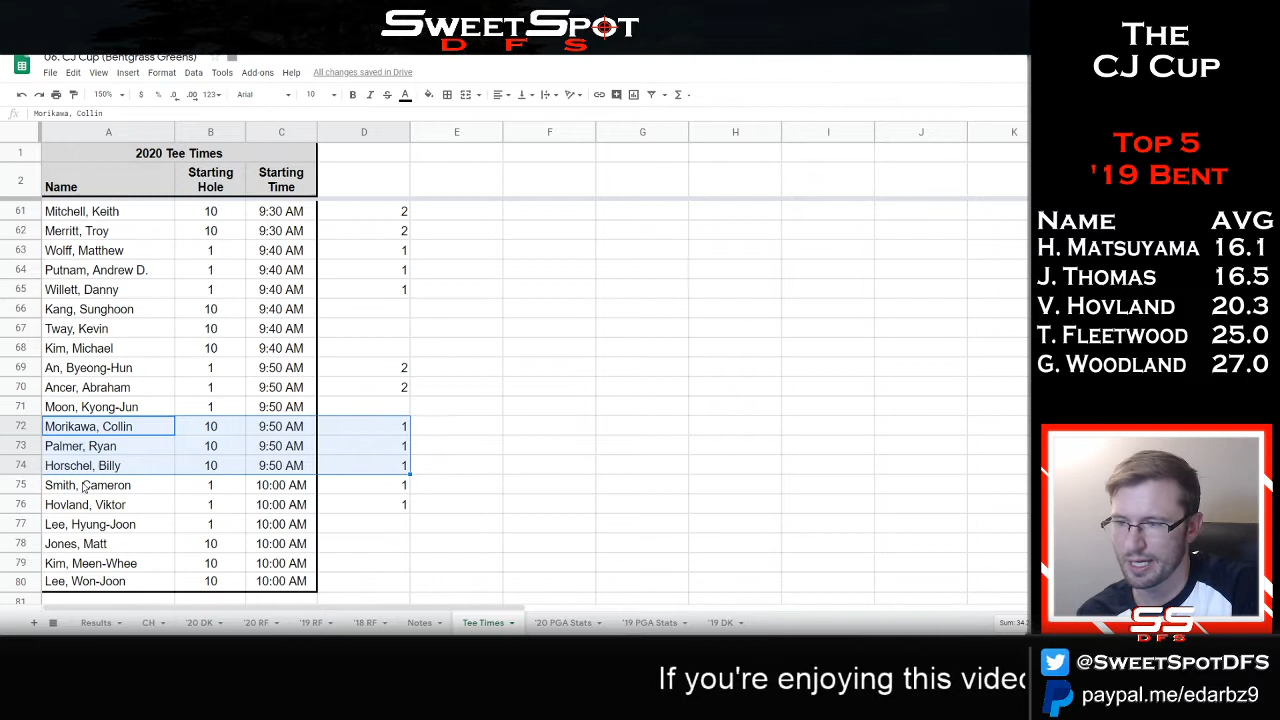 SWEETSPOT
DFS
06. CJ Cup (Bentgrass Greens)
File Edit View Insert Format Data Tools Add-ons Help All changes saved in Drive
150% $ % .0 .00 123 Arial 10 B I S A
fx Morikawa, Collin
A B C D E F G H I J K
1 2020 Tee Times
2 Name Starting Hole Starting Time
61 Mitchell, Keith 10 9:30 AM 2
62 Merritt, Troy 10 9:30 AM 2
63 Wolff, Matthew 1 9:40 AM 1
64 Putnam, Andrew D. 1 9:40 AM 1
65 Willett, Danny 1 9:40 AM 1
66 Kang, Sunghoon 10 9:40 AM
67 Tway, Kevin 10 9:40 AM
68 Kim, Michael 10 9:40 AM
69 An, Byeong-Hun 1 9:50 AM 2
70 Ancer, Abraham 1 9:50 AM 2
71 Moon, Kyong-Jun 1 9:50 AM
72 Morikawa, Collin 10 9:50 AM 1
73 Palmer, Ryan 10 9:50 AM 1
74 Horschel, Billy 10 9:50 AM 1
75 Smith, Cameron 1 10:00 AM 1
76 Hovland, Viktor 1 10:00 AM 1
77 Lee, Hyung-Joon 1 10:00 AM
78 Jones, Matt 10 10:00 AM
79 Kim, Meen-Whee 10 10:00 AM
80 Lee, Won-Joon 10 10:00 AM
81
Results CH '20 DK '20 RF '19 RF '18 RF Notes Tee Times '20 PGA Stats '19 PGA Stats '19 DK Sum: 34.
If you're enjoying this video
THE
CJ CUP
TOP 5
'19 BENT
NAME AVG
H. MATSUYAMA 16.1
J. THOMAS 16.5
V. HOVLAND 20.3
T. FLEETWOOD 25.0
G. WOODLAND 27.0
SS
DFS
@SWEETSPOTDFS
paypal.me/edarbz9